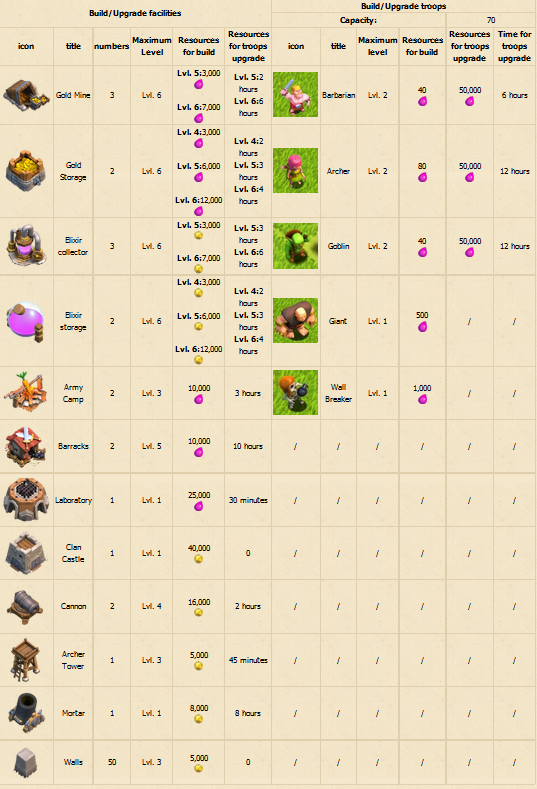 Build/Upgrade facilities
Build/Upgrade troops
Capacity: 70
icon title numbers Maximum Level Resources for build Resources for troops upgrade icon title Maximum level Resources for build Resources for troops upgrade Time for troops upgrade
Gold Mine 3 Lvl. 6 Lvl. 5:3,000 Lvl. 6:7,000 Lvl. 5:2 hours Lvl. 6:6 hours Barbarian Lvl. 2 40 50,000 6 hours
Gold Storage 2 Lvl. 6 Lvl. 4:3,000 Lvl. 5:6,000 Lvl. 6:12,000 Lvl. 4:2 hours Lvl. 5:3 hours Lvl. 6:4 hours Archer Lvl. 2 80 50,000 12 hours
Elixir collector 3 Lvl. 6 Lvl. 5:3,000 Lvl. 6:7,000 Lvl. 5:3 hours Lvl. 6:6 hours Goblin Lvl. 2 40 50,000 12 hours
Elixir storage 2 Lvl. 6 Lvl. 4:3,000 Lvl. 5:6,000 Lvl. 6:12,000 Lvl. 4:2 hours Lvl. 5:3 hours Lvl. 6:4 hours Giant Lvl. 1 500 / /
Army Camp 2 Lvl. 3 10,000 3 hours Wall Breaker Lvl. 1 1,000 / /
Barracks 2 Lvl. 5 10,000 10 hours / / / / / /
Laboratory 1 Lvl. 1 25,000 30 minutes / / / / / /
Clan Castle 1 Lvl. 1 40,000 0 / / / / / /
Cannon 2 Lvl. 4 16,000 2 hours / / / / / /
Archer Tower 1 Lvl. 3 5,000 45 minutes / / / / / /
Mortar 1 Lvl. 1 8,000 8 hours / / / / / /
Walls 50 Lvl. 3 5,000 0 / / / / / /